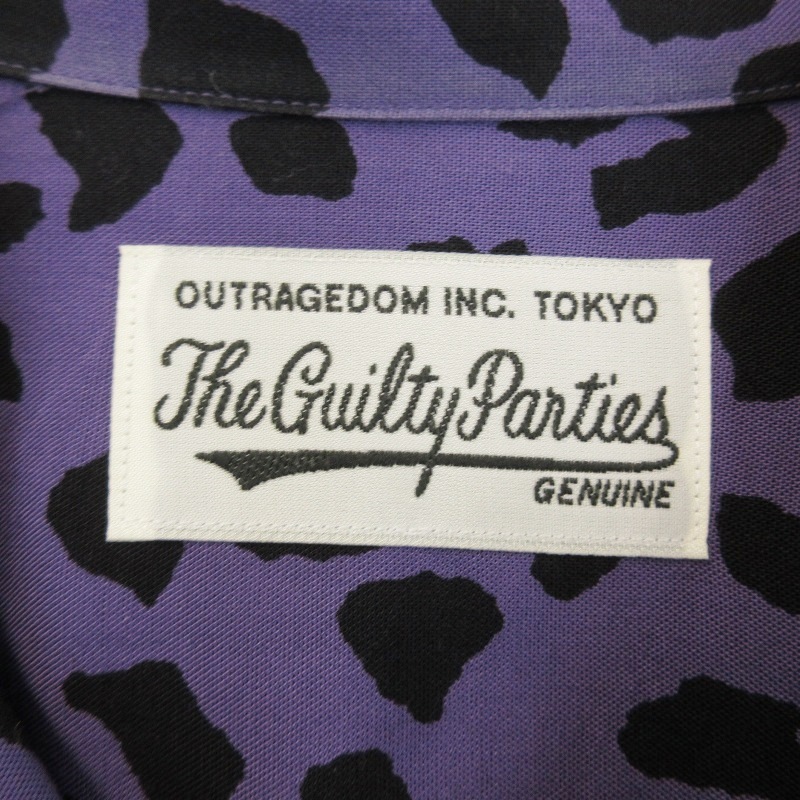 OUTRAGEDOM INC. TOKYO
The Guilty Parties
GENUINE